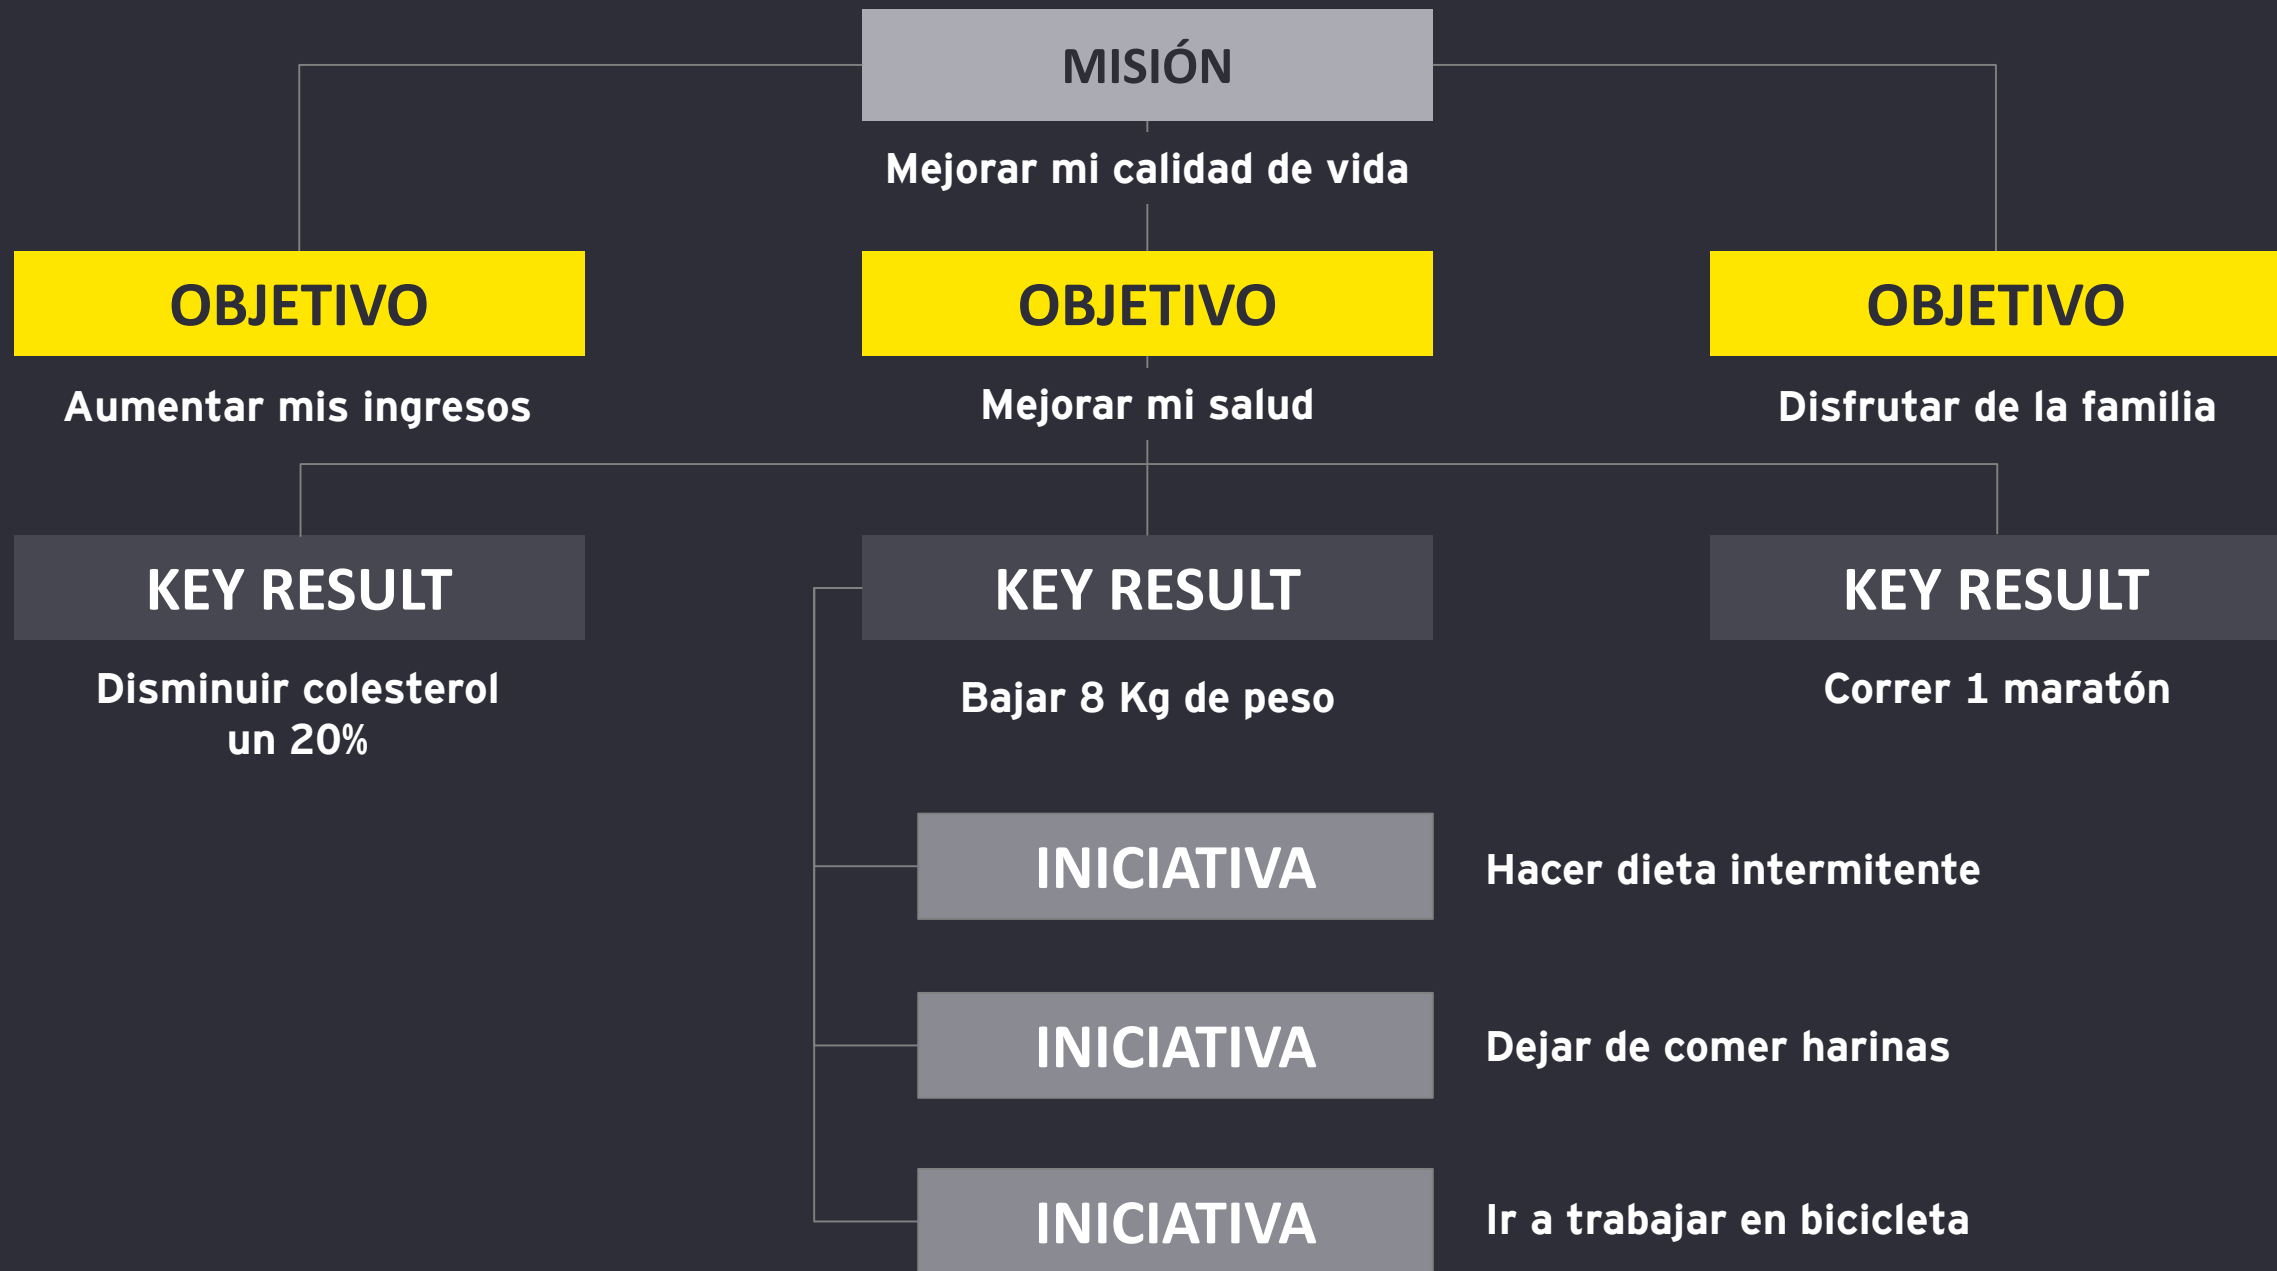 MISIÓN
Mejorar mi calidad de vida
OBJETIVO
OBJETIVO
OBJETIVO
Aumentar mis ingresos
Mejorar mi salud
Disfrutar de la familia
KEY RESULT
KEY RESULT
KEY RESULT
Disminuir colesterol
un 20%
Bajar 8 Kg de peso
Correr 1 maratón
INICIATIVA
Hacer dieta intermitente
INICIATIVA
Dejar de comer harinas
INICIATIVA
Ir a trabajar en bicicleta